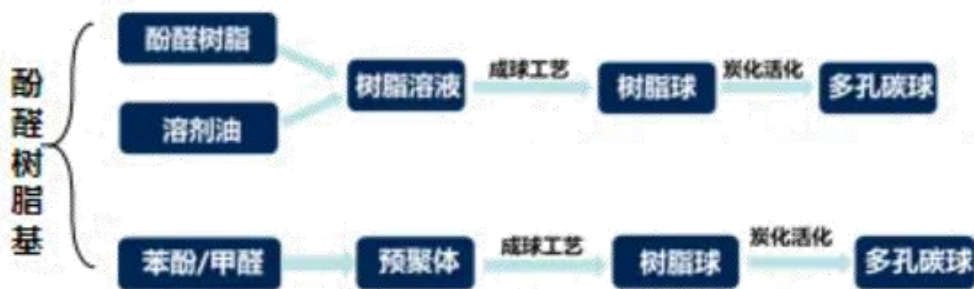 酚醛树脂基
酚醛树脂
溶剂油
树脂溶液
成球工艺
树脂球
炭化活化
多孔碳球
苯酚/甲醛
预聚体
成球工艺
树脂球
炭化活化
多孔碳球